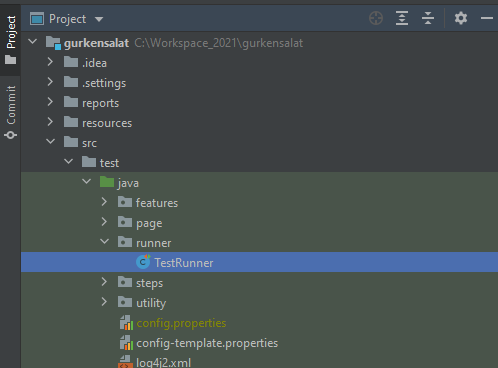 Project
Project
Commit
gurkensalat C:\Workspace_2021\gurkensalat
.idea
.settings
reports
resources
src
test
java
features
page
runner
TestRunner
steps
utility
config.properties
config-template.properties
log4j2.xml